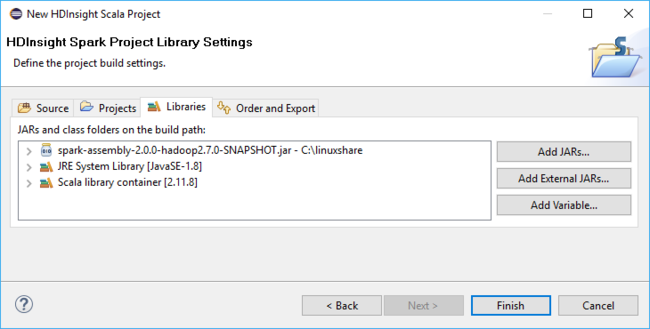 New HDInsight Scala Project
HDInsight Spark Project Library Settings
Define the project build settings.
Source Projects Libraries Order and Export
JARs and class folders on the build path:
spark-assembly-2.0.0-hadoop2.7.0-SNAPSHOT.jar - C:\linuxshare
JRE System Library [JavaSE-1.8]
Scala library container [2.11.8]
Add JARs...
Add External JARs...
Add Variable...
< Back Next > Finish Cancel